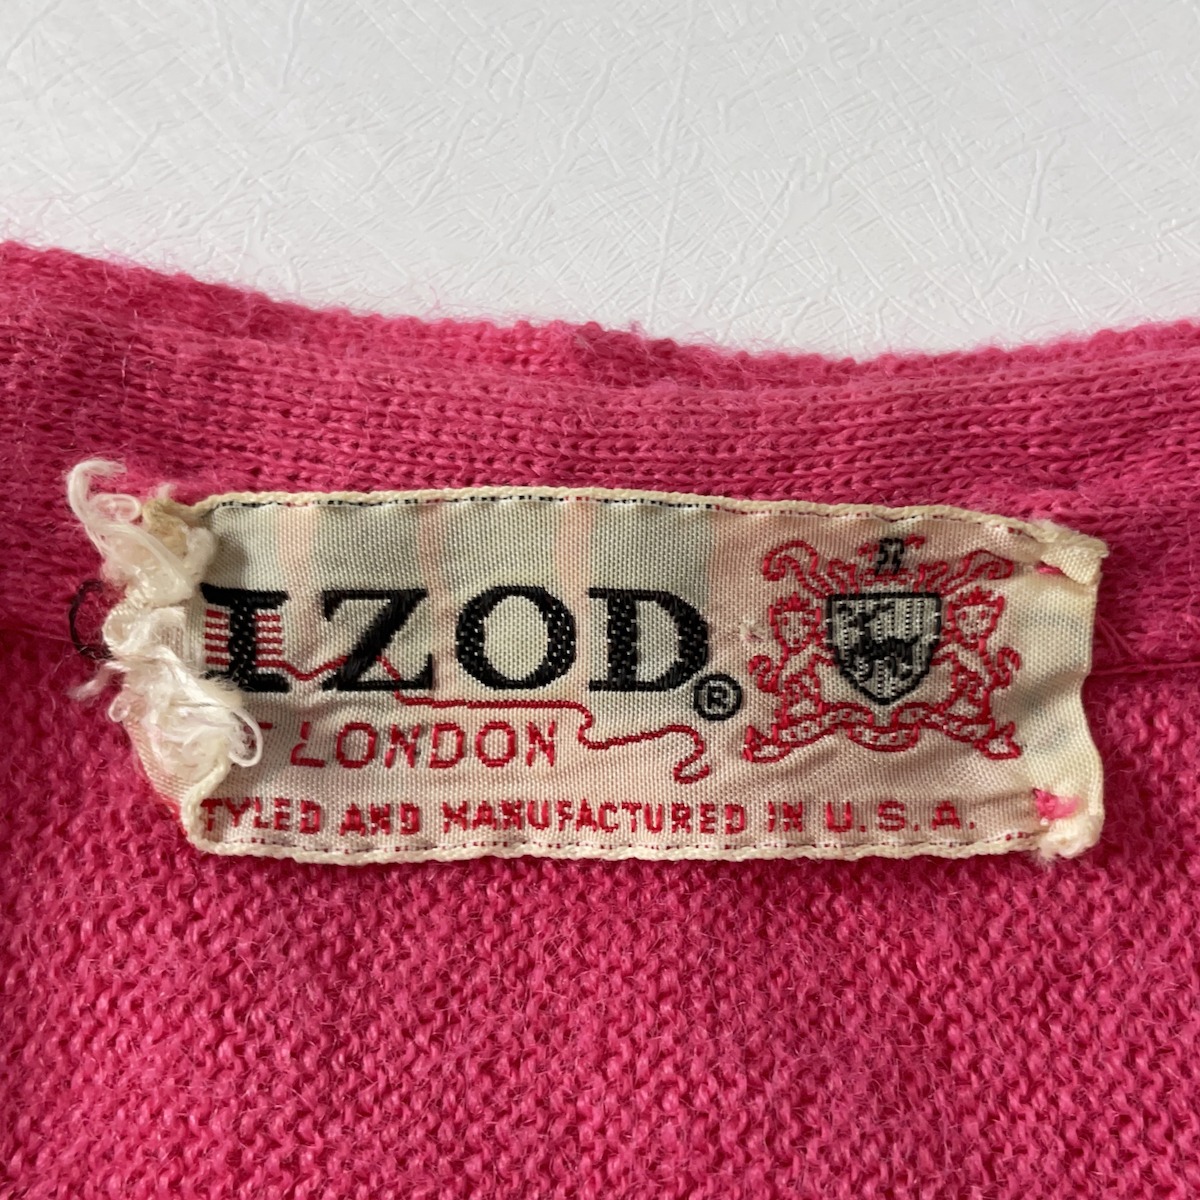 IZOD®
LONDON
TYLED AND MANUFACTURED IN U.S.A.